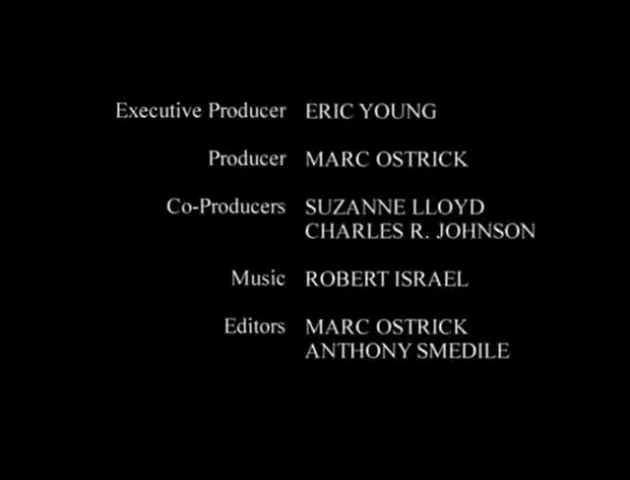 Executive Producer ERIC YOUNG
Producer MARC OSTRICK
Co-Producers SUZANNE LLOYD
CHARLES R. JOHNSON
Music ROBERT ISRAEL
Editors MARC OSTRICK
ANTHONY SMEDILE